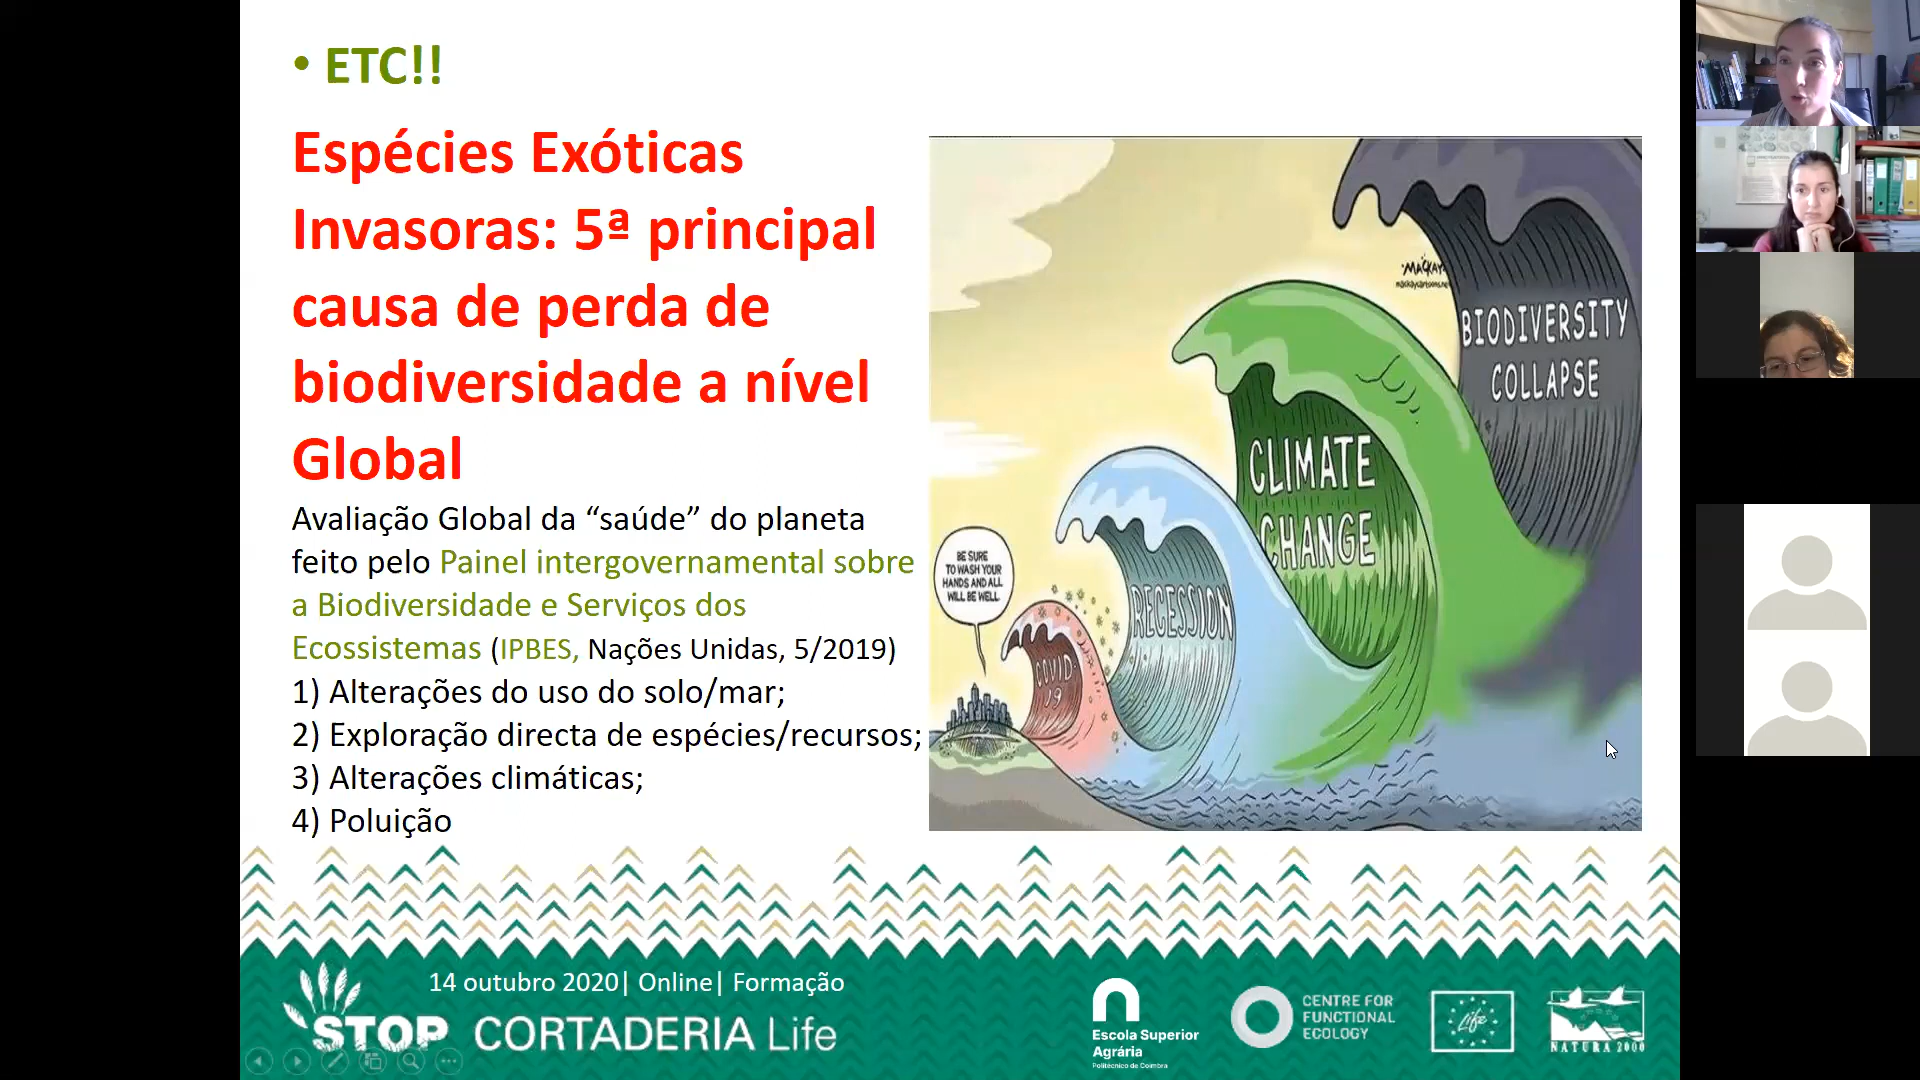 • ETC!!
Espécies Exóticas
Invasoras: 5ª principal
causa de perda de
biodiversidade a nível
Global
Avaliação Global da “saúde” do planeta
feito pelo Painel intergovernamental sobre
a Biodiversidade e Serviços dos
Ecossistemas (IPBES, Nações Unidas, 5/2019)
1) Alterações do uso do solo/mar;
2) Exploração directa de espécies/recursos;
3) Alterações climáticas;
4) Poluição
MACKAY
BIODIVERSITY
COLLAPSE
CLIMATE
CHANGE
RECESSION
COVID
19
BE SURE
TO WASH YOUR
HANDS AND ALL
WILL BE WELL.
14 outubro 2020| Online| Formação
STOP CORTADERIA Life
Escola Superior
Agrária
Politécnico de Coimbra
CENTRE FOR
FUNCTIONAL
ECOLOGY
Life
NATURA 2000